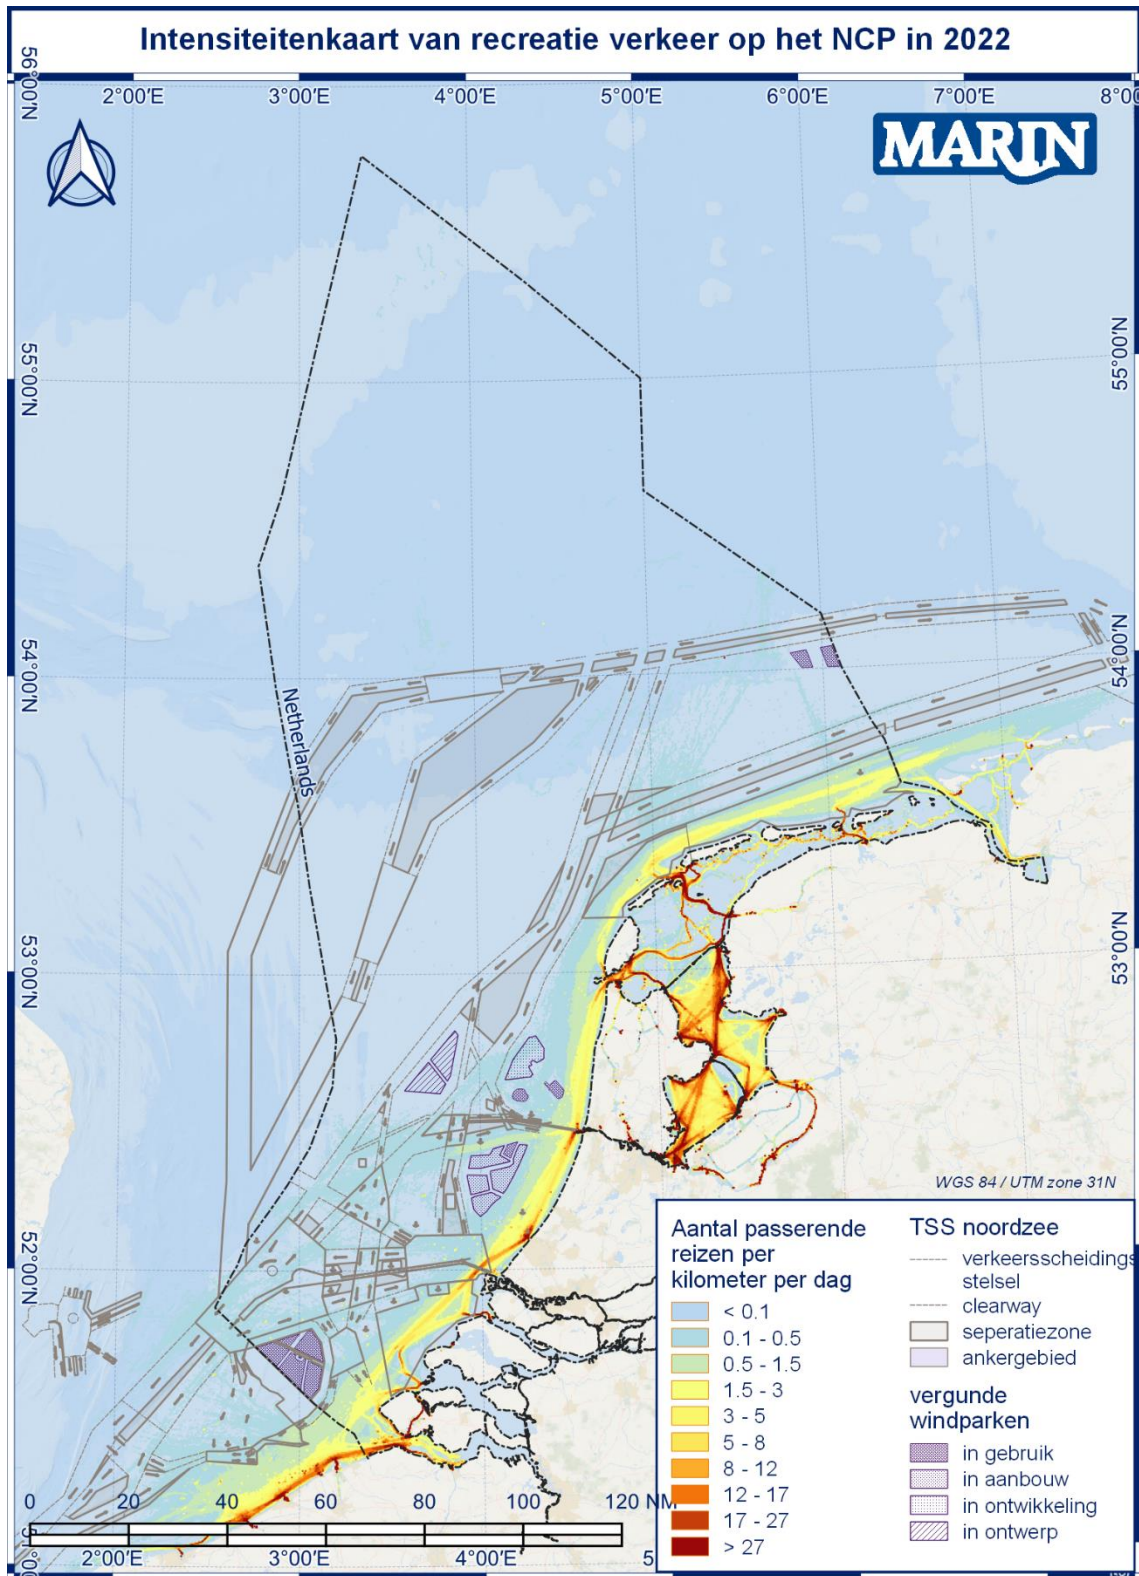 Intensiteitenkaart van recreatie verkeer op het NCP in 2022
56°00'N
2°00'E
3°00'E
4°00'E
5°00'E
6°00'E
7°00'E
8°0
MARIN
55°00'N
55°00'N
54°00'N
54°00'N
Netherlands
53°00'N
53°00'N
WGS 84 / UTM zone 31N
52°00'N
Aantal passerende
reizen per
kilometer per dag
< 0.1
0.1 - 0.5
0.5 - 1.5
1.5 - 3
3 - 5
5 - 8
8 - 12
12 - 17
17 - 27
> 27
TSS noordzee
verkeersscheidings
stelsel
clearway
seperatiezone
ankergebied
vergunde
windparken
in gebruik
in aanbouw
in ontwikkeling
in ontwerp
0
20
40
60
80
100
120 NM
2°00'E
3°00'E
4°00'E
5